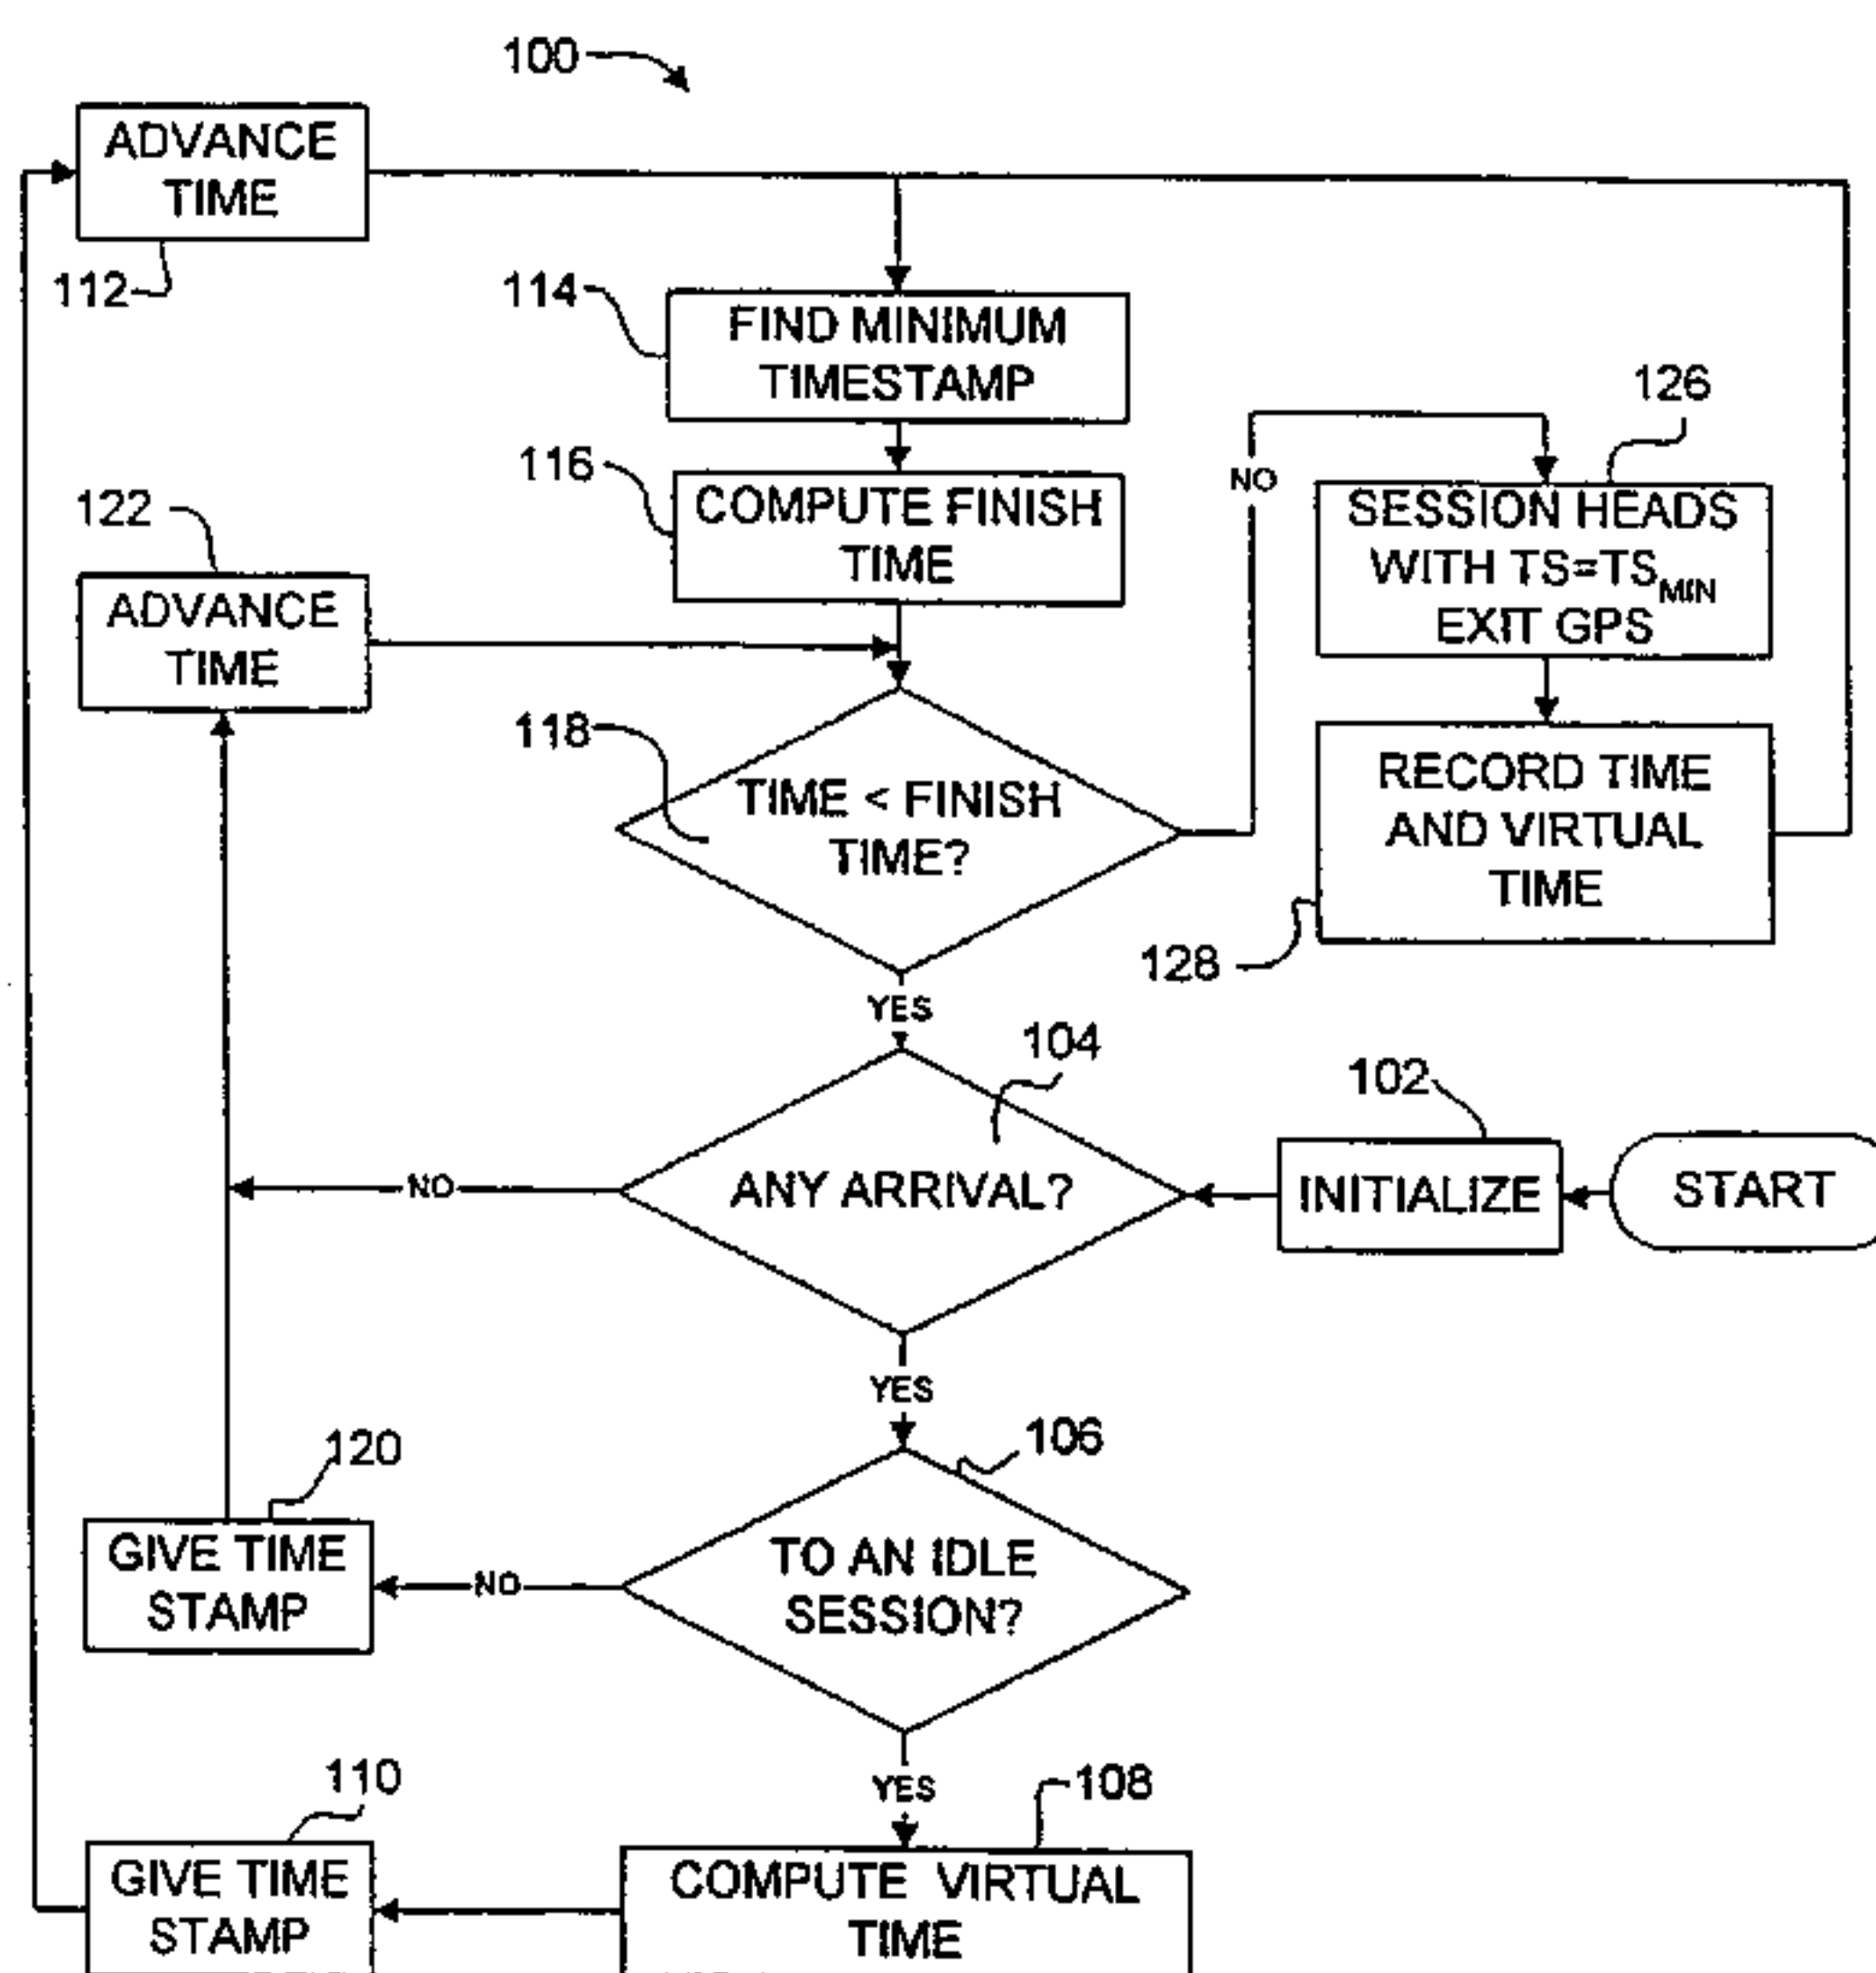 100
ADVANCE
TIME
112
114
FIND MINIMUM
TIMESTAMP
116
COMPUTE FINISH
TIME
122
ADVANCE
TIME
118
TIME < FINISH
TIME?
NO
126
SESSION HEADS
WITH TS=TSMIN
EXIT GPS
RECORD TIME
AND VIRTUAL
TIME
128
YES
104
ANY ARRIVAL?
NO
102
INITIALIZE
START
YES
106
TO AN IDLE
SESSION?
NO
120
GIVE TIME
STAMP
YES
108
COMPUTE VIRTUAL
TIME
110
GIVE TIME
STAMP